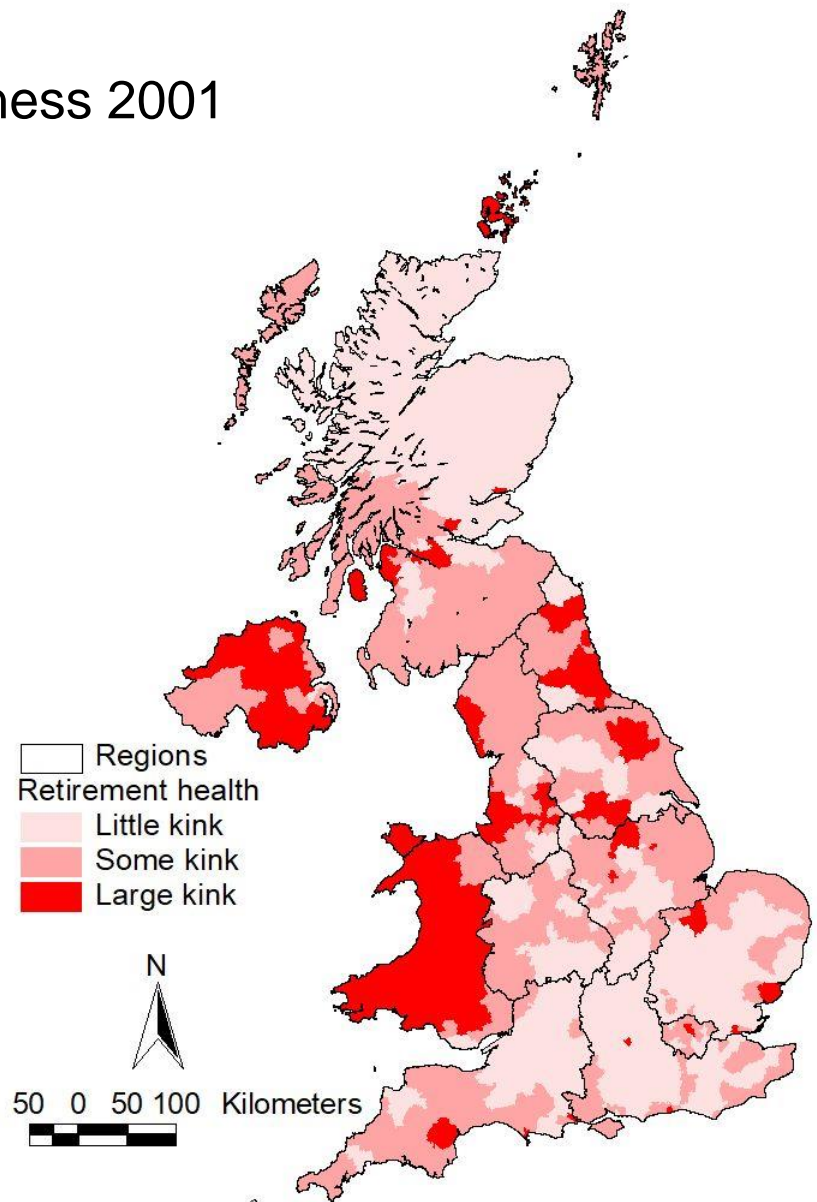 ness 2001
Regions
Retirement health
Little kink
Some kink
Large kink
N
50 0 50 100 Kilometers